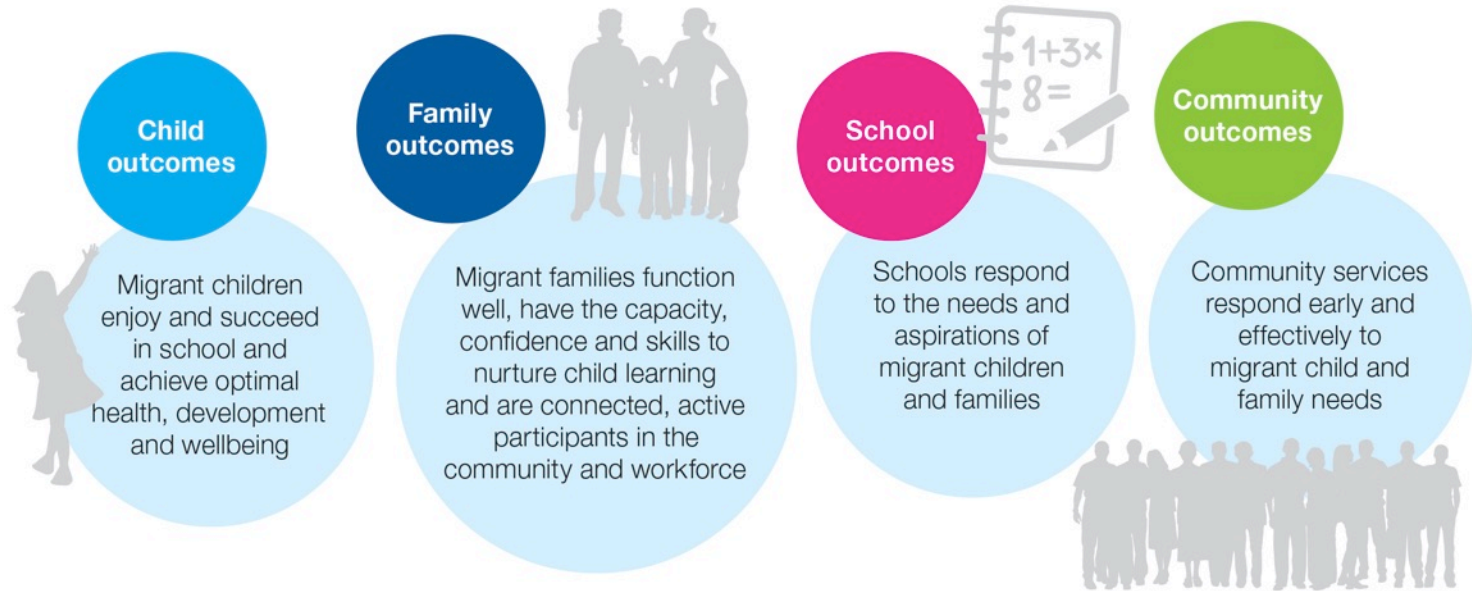 Child
outcomes
Migrant children
enjoy and succeed
in school and
achieve optimal
health, development
and wellbeing
Family
outcomes
Migrant families function
well, have the capacity,
confidence and skills to
nurture child learning
and are connected, active
participants in the
community and workforce
School
outcomes
1+3×
8=
Schools respond
to the needs and
aspirations of
migrant children
and families
Community
outcomes
Community services
respond early and
effectively to
migrant child and
family needs